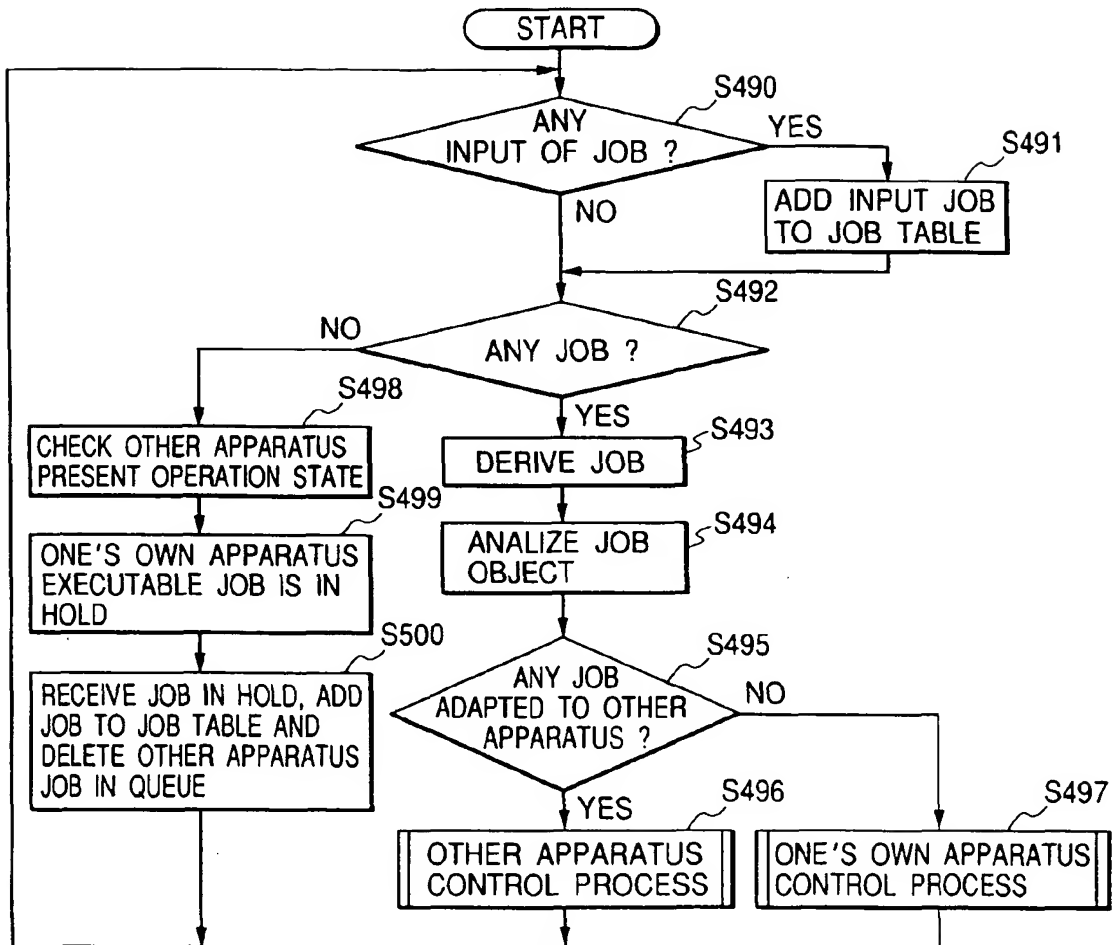 START
S490
ANY
INPUT OF JOB ?
YES
S491
ADD INPUT JOB
TO JOB TABLE
NO
S492
ANY JOB ?
NO
YES
S498
CHECK OTHER APPARATUS
PRESENT OPERATION STATE
S493
DERIVE JOB
S499
ONE'S OWN APPARATUS
EXECUTABLE JOB IS IN
HOLD
S494
ANALIZE JOB
OBJECT
S500
RECEIVE JOB IN HOLD, ADD
JOB TO JOB TABLE AND
DELETE OTHER APPARATUS
JOB IN QUEUE
S495
ANY JOB
ADAPTED TO OTHER
APPARATUS ?
NO
YES
S496
OTHER APPARATUS
CONTROL PROCESS
S497
ONE'S OWN APPARATUS
CONTROL PROCESS